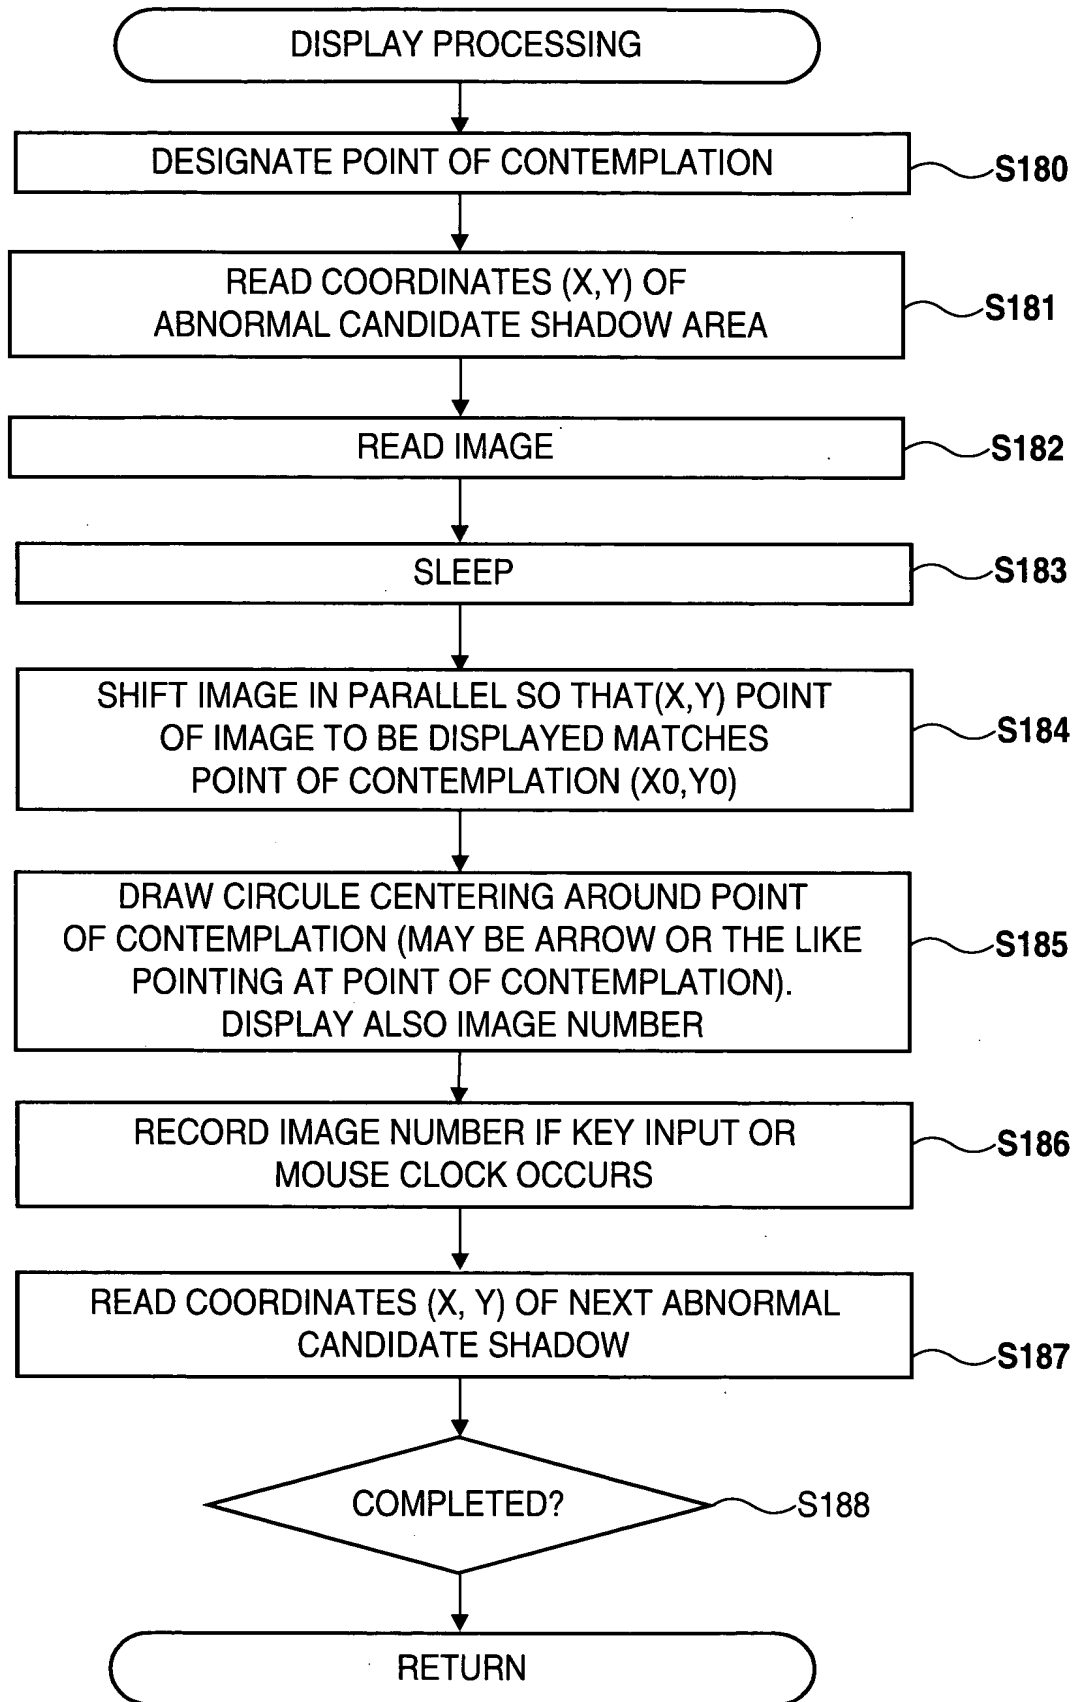 DISPLAY PROCESSING
DESIGNATE POINT OF CONTEMPLATION
S180
READ COORDINATES (X,Y) OF
ABNORMAL CANDIDATE SHADOW AREA
S181
READ IMAGE
S182
SLEEP
S183
SHIFT IMAGE IN PARALLEL SO THAT(X,Y) POINT
OF IMAGE TO BE DISPLAYED MATCHES
POINT OF CONTEMPLATION (X0,Y0)
S184
DRAW CIRCULE CENTERING AROUND POINT
OF CONTEMPLATION (MAY BE ARROW OR THE LIKE
POINTING AT POINT OF CONTEMPLATION).
DISPLAY ALSO IMAGE NUMBER
S185
RECORD IMAGE NUMBER IF KEY INPUT OR
MOUSE CLOCK OCCURS
S186
READ COORDINATES (X, Y) OF NEXT ABNORMAL
CANDIDATE SHADOW
S187
COMPLETED?
S188
RETURN